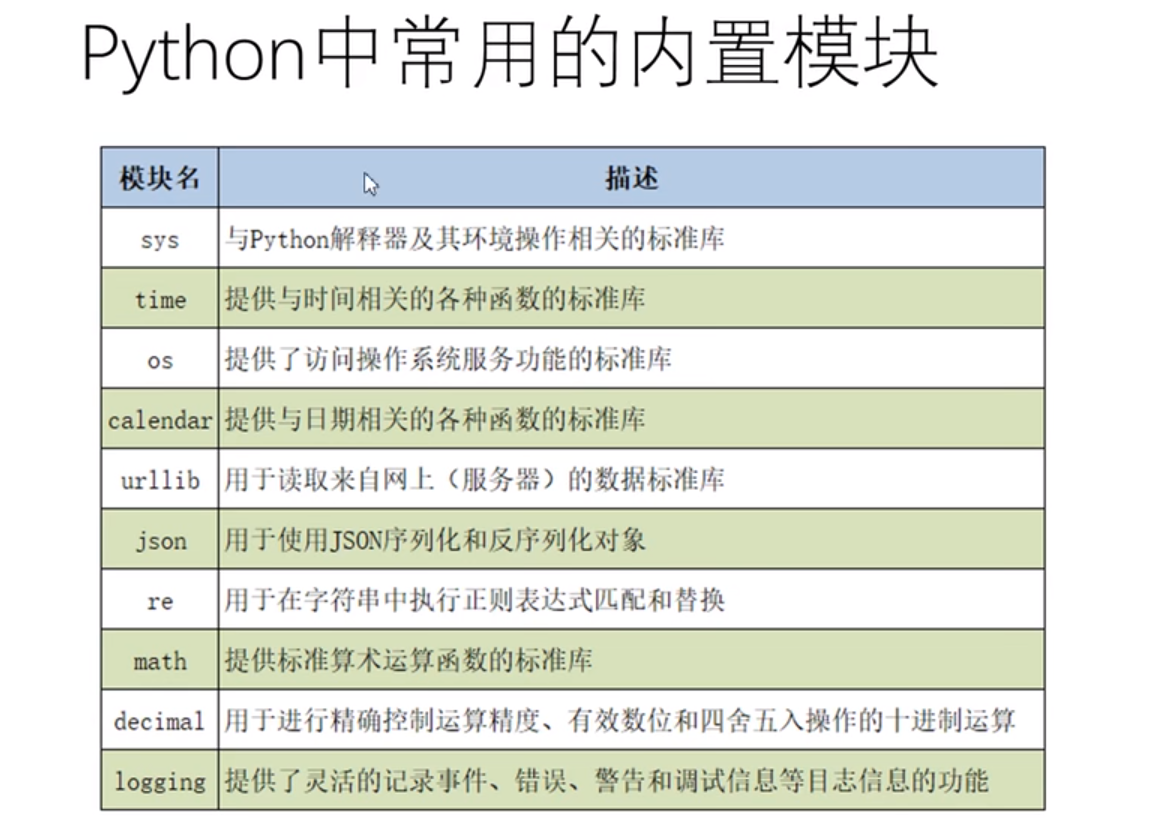 Python中常用的内置模块
模块名 描述
sys 与Python解释器及其环境操作相关的标准库
time 提供与时间相关的各种函数的标准库
os 提供了访问操作系统服务功能的标准库
calendar 提供与日期相关的各种函数的标准库
urllib 用于读取来自网上（服务器）的数据标准库
json 用于使用JSON序列化和反序列化对象
re 用于在字符串中执行正则表达式匹配和替换
math 提供标准算术运算函数的标准库
decimal 用于进行精确控制运算精度、有效数位和四舍五入操作的十进制运算
logging 提供了灵活的记录事件、错误、警告和调试信息等目志信息的功能